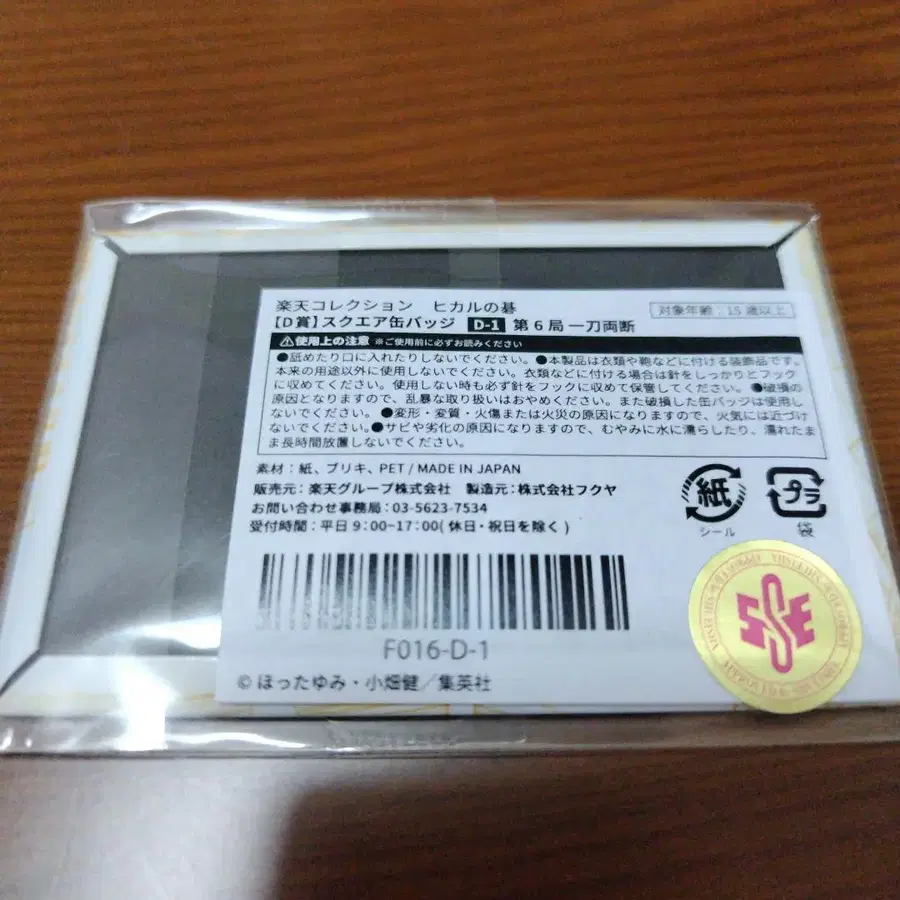 楽天コレクション ヒカルの碁
対象年齢:15歳以上
【D賞】スクエア缶バッジ D-1 第6局 一刀両断
⚠使用上の注意 ※ご使用前に必ずお読みください
●舐めたり口に入れたりしないでください。●本製品は衣類や鞄などに付ける装飾品です。
本来の用途以外に使用しないでください。衣類などに付ける場合は針をしっかりとフック
に収めてください。使用しない時も必ず針をフックに収めて保管してください。●破損の
原因となりますので、乱暴な取り扱いはおやめください。また破損した缶バッジは使用し
ないでください。●変形・変質・火傷または火災の原因になりますので、火気には近づけ
ないでください。●サビや劣化の原因になりますので、むやみに水に濡らしたり、濡れたま
ま長時間放置しないでください。
素材:紙、ブリキ、PET / MADE IN JAPAN
販売元:楽天グループ株式会社 製造元:株式会社フクヤ
お問い合わせ事務局:03-5623-7534
受付時間:平日 9:00~17:00(休日・祝日を除く)
紙
シール
プラ
袋
F016-D-1
©ほったゆみ・小畑健/集英社